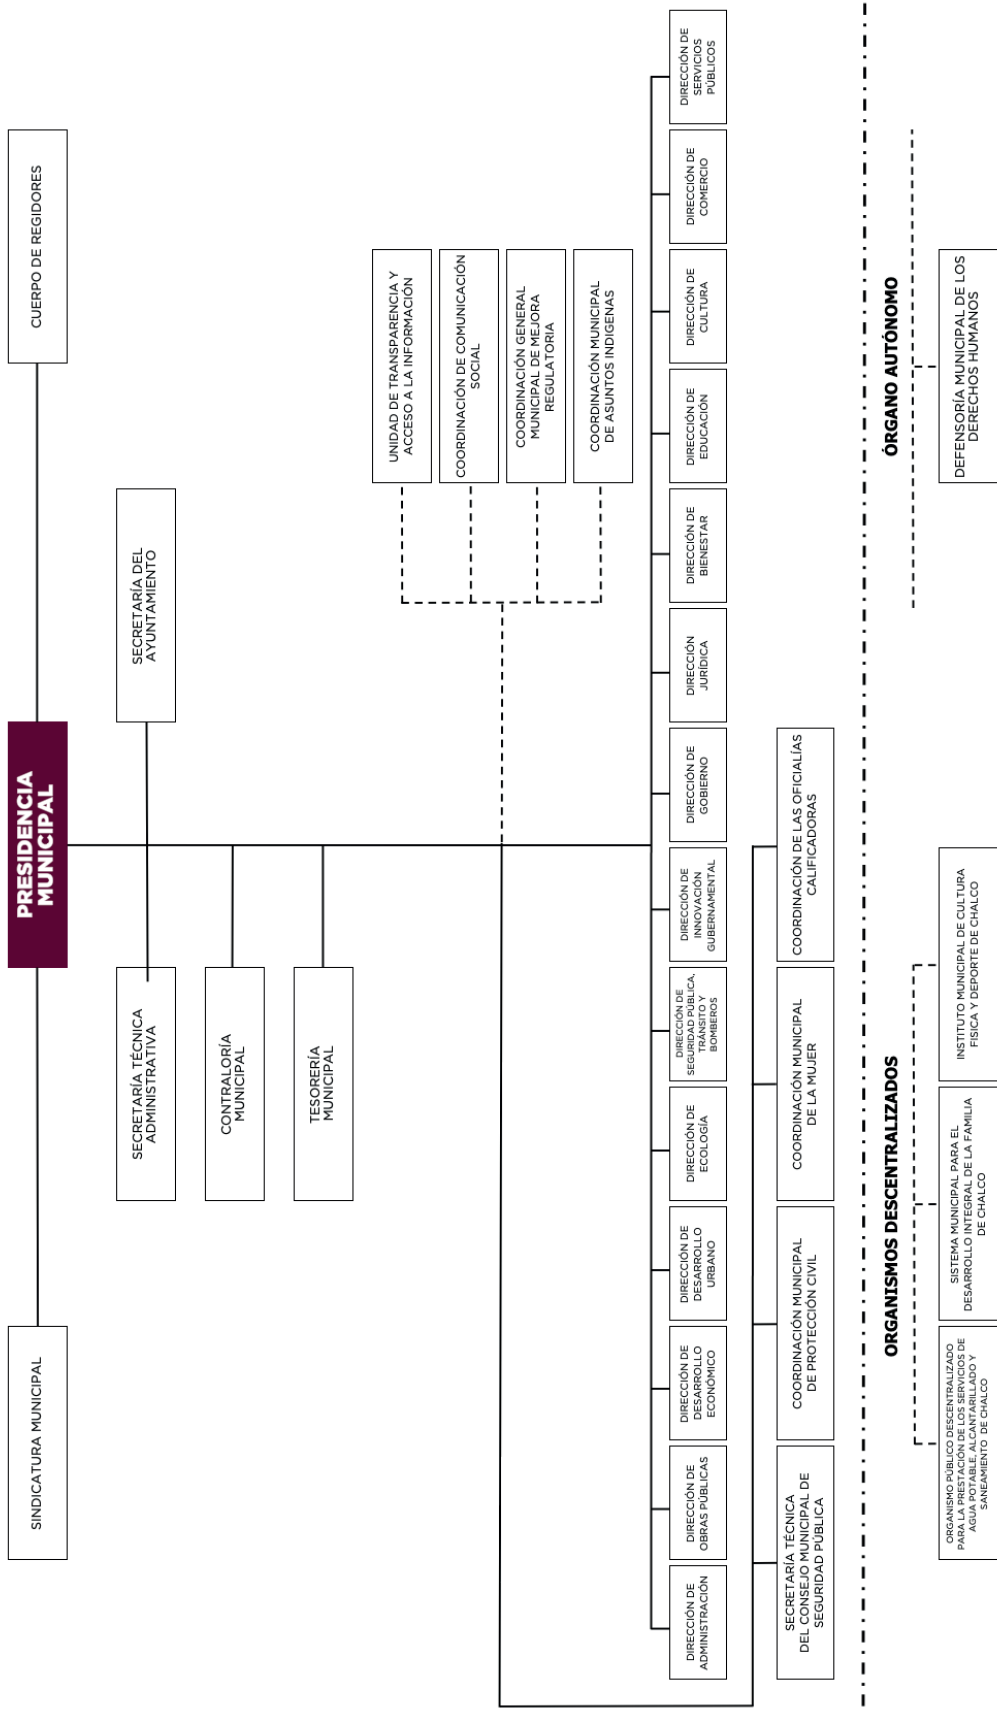 SINDICATURA MUNICIPAL
PRESIDENCIA
MUNICIPAL
CUERPO DE REGIDORES
SECRETARÍA TÉCNICA
ADMINISTRATIVA
SECRETARÍA DEL
AYUNTAMIENTO
CONTRALORÍA
MUNICIPAL
TESORERÍA
MUNICIPAL
UNIDAD DE TRANSPARENCIA Y
ACCESO A LA INFORMACIÓN
COORDINACIÓN DE COMUNICACIÓN
SOCIAL
COORDINACIÓN GENERAL
MUNICIPAL DE MEJORA
REGULATORIA
COORDINACIÓN MUNICIPAL
DE ASUNTOS INDIGENAS
DIRECCIÓN DE
ADMINISTRACIÓN
DIRECCIÓN DE
OBRAS PÚBLICAS
DIRECCIÓN DE
DESARROLLO
ECONÓMICO
DIRECCIÓN DE
DESARROLLO
URBANO
DIRECCIÓN DE
ECOLOGÍA
DIRECCIÓN DE
SEGURIDAD PÚBLICA,
TRÁNSITO Y
BOMBEROS
DIRECCIÓN DE
INNOVACIÓN
GUBERNAMENTAL
DIRECCIÓN DE
GOBIERNO
DIRECCIÓN
JURÍDICA
DIRECCIÓN DE
BIENESTAR
DIRECCIÓN DE
EDUCACIÓN
DIRECCIÓN DE
CULTURA
DIRECCIÓN DE
COMERCIO
DIRECCIÓN DE
SERVICIOS
PÚBLICOS
SECRETARÍA TÉCNICA
DEL CONSEJO MUNICIPAL DE
SEGURIDAD PÚBLICA
COORDINACIÓN MUNICIPAL
DE PROTECCIÓN CIVIL
COORDINACIÓN MUNICIPAL
DE LA MUJER
COORDINACIÓN DE LAS OFICIALÍAS
CALIFICADORAS
ORGANISMOS DESCENTRALIZADOS
ÓRGANO AUTÓNOMO
ORGANISMO PÚBLICO DESCENTRALIZADO
PARA LA PRESTACIÓN DE LOS SERVICIOS DE
AGUA POTABLE, ALCANTARILLADO Y
SANEAMIENTO DE CHALCO
SISTEMA MUNICIPAL PARA EL
DESARROLLO INTEGRAL DE LA FAMILIA
DE CHALCO
INSTITUTO MUNICIPAL DE CULTURA
FISICA Y DEPORTE DE CHALCO
DEFENSORÍA MUNICIPAL DE LOS
DERECHOS HUMANOS